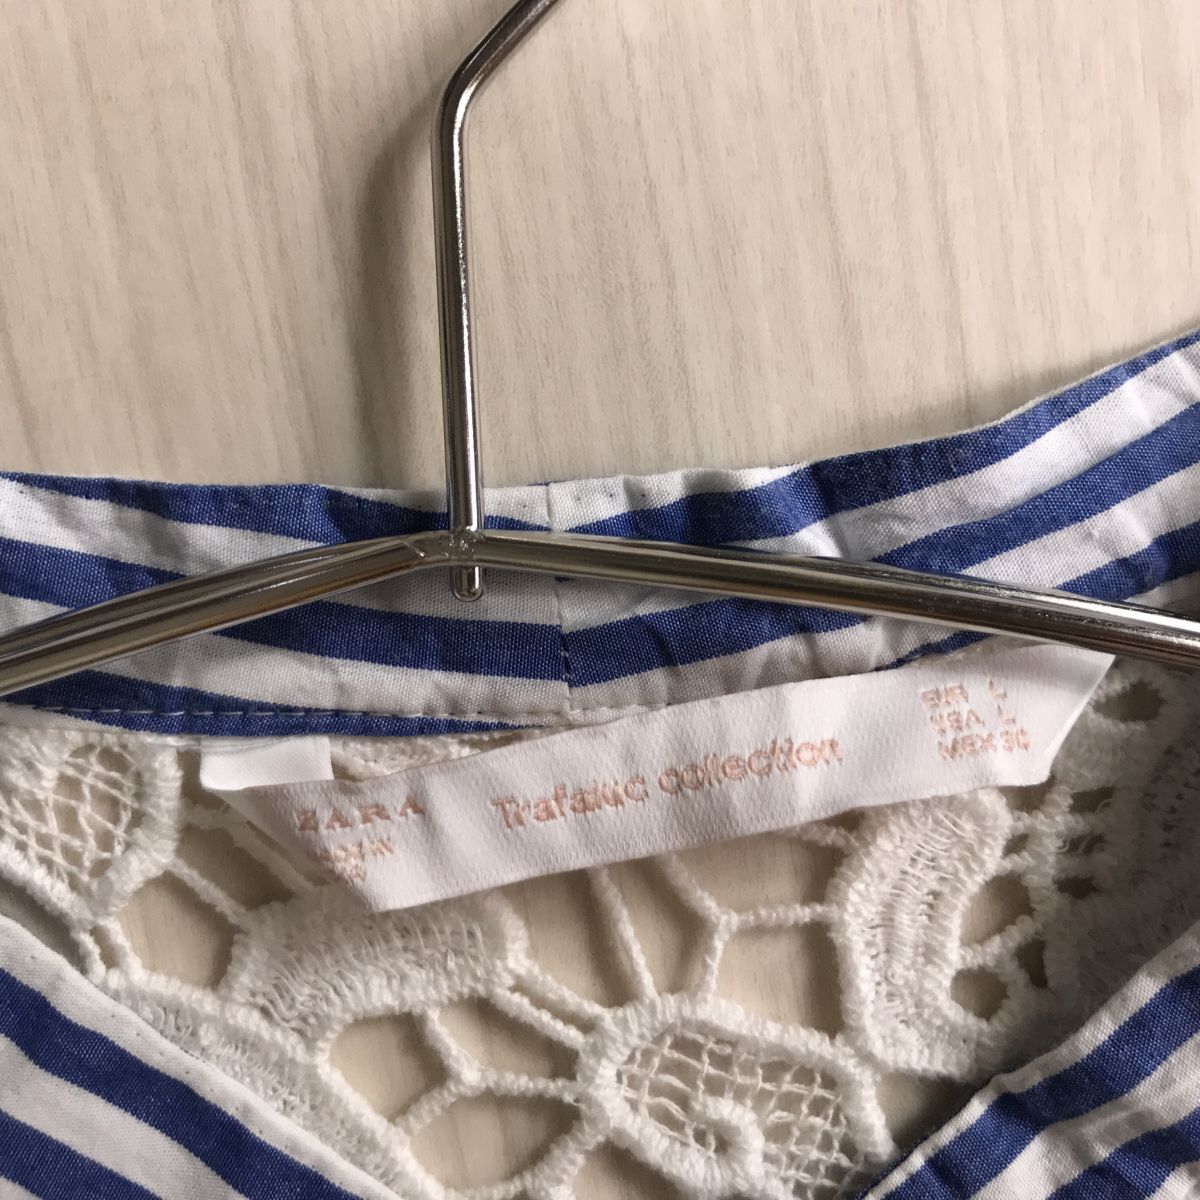 ZARA
Trafaluc collection
EUR L
USA L
MEX 30